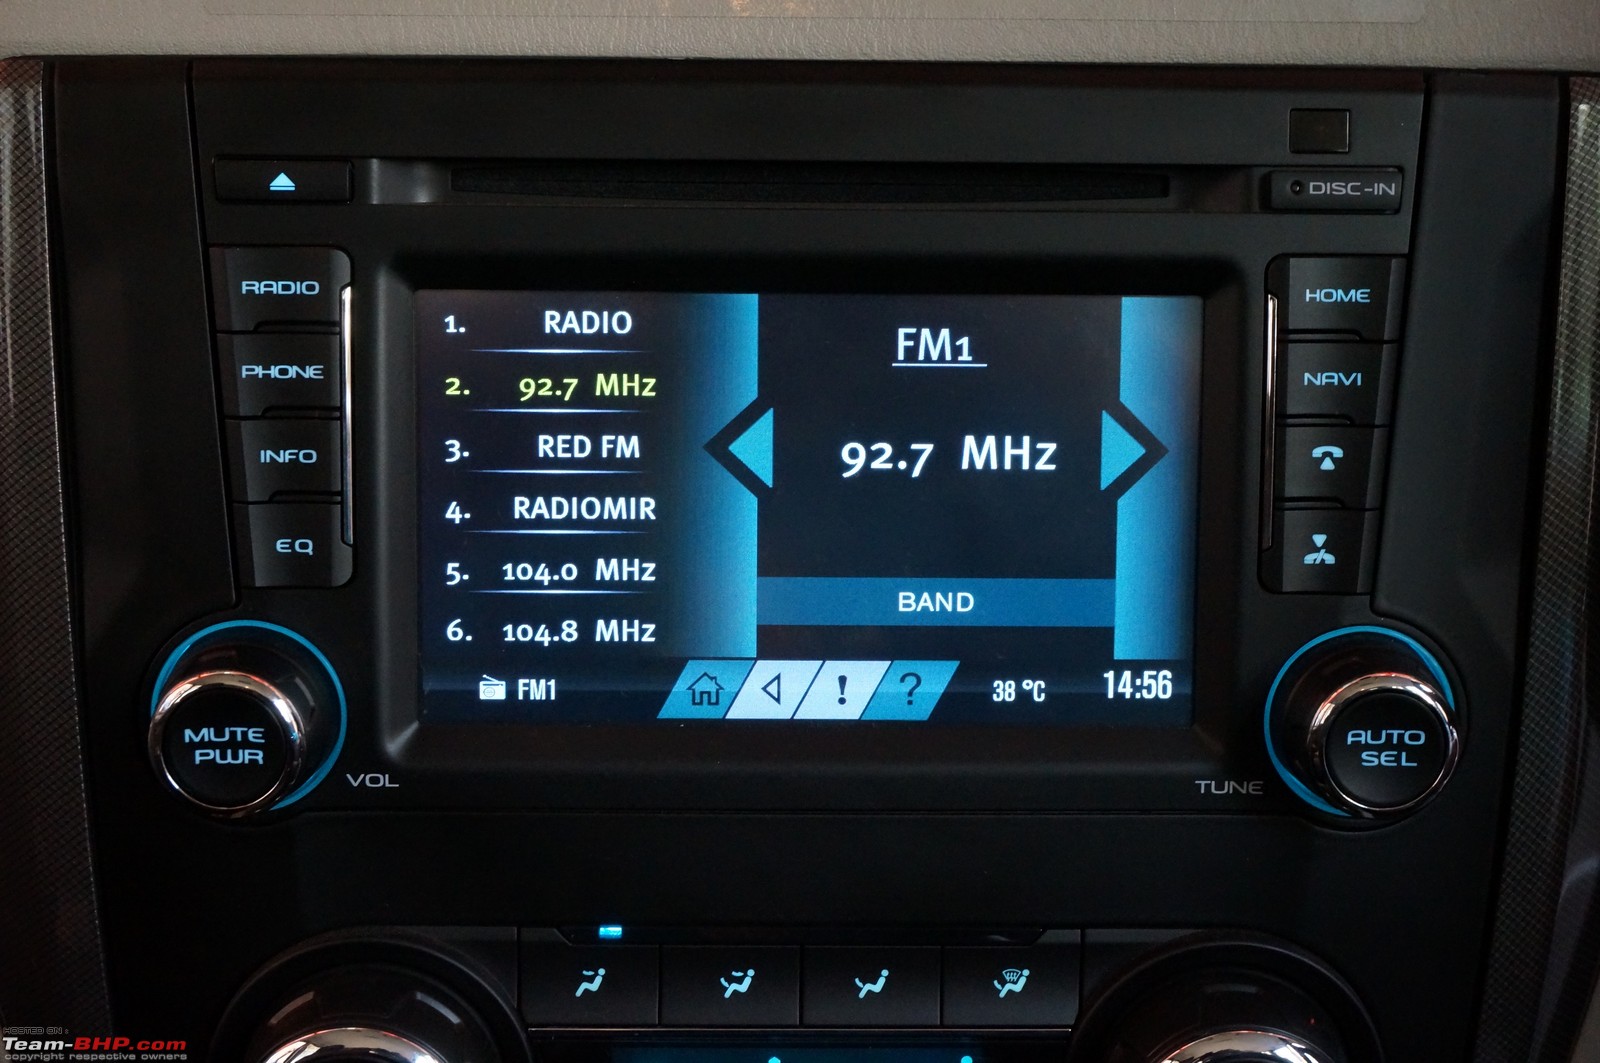 DISC-IN
RADIO
PHONE
INFO
EQ
MUTE
PWR
VOL
1. RADIO
2. 92.7 MHz
3. RED FM
4. RADIOMIR
5. 104.0 MHz
6. 104.8 MHz
FM1
92.7 MHz
BAND
FM1
! ?
38 °C
14:56
HOME
NAVI
AUTO
SEL
TUNE
HOSTED ON :
Team-BHP.com
copyright respective owners